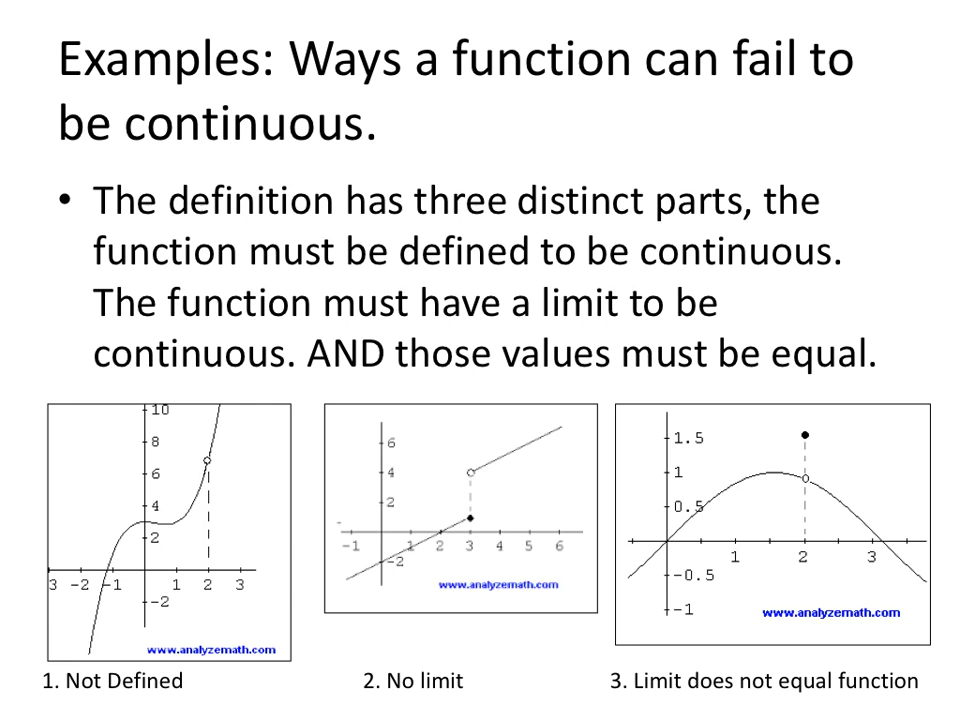 Examples: Ways a function can fail to
be continuous.
• The definition has three distinct parts, the
function must be defined to be continuous.
The function must have a limit to be
continuous. AND those values must be equal.
10
8
6
4
2
3 -2 -1 1 2 3
-2
www.analyzemath.com
6
4
2
-1 1 2 3 4 5 6
-2
www.analyzemath.com
1.5
1
0.5
1 2 3
-0.5
-1
www.analyzemath.com
1. Not Defined
2. No limit
3. Limit does not equal function